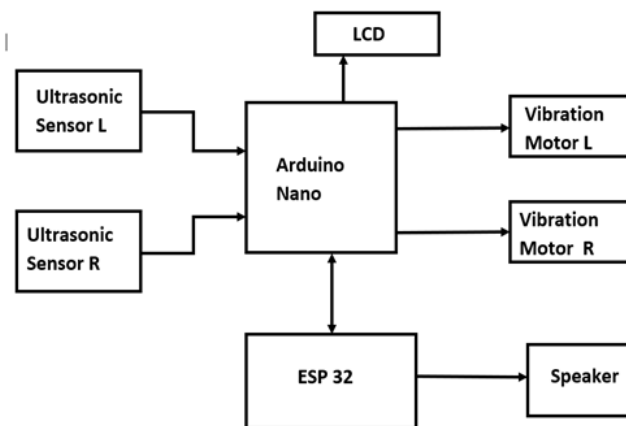 LCD
Ultrasonic
Sensor L
Arduino
Nano
Vibration
Motor L
Ultrasonic
Sensor R
Vibration
Motor R
ESP 32
Speaker